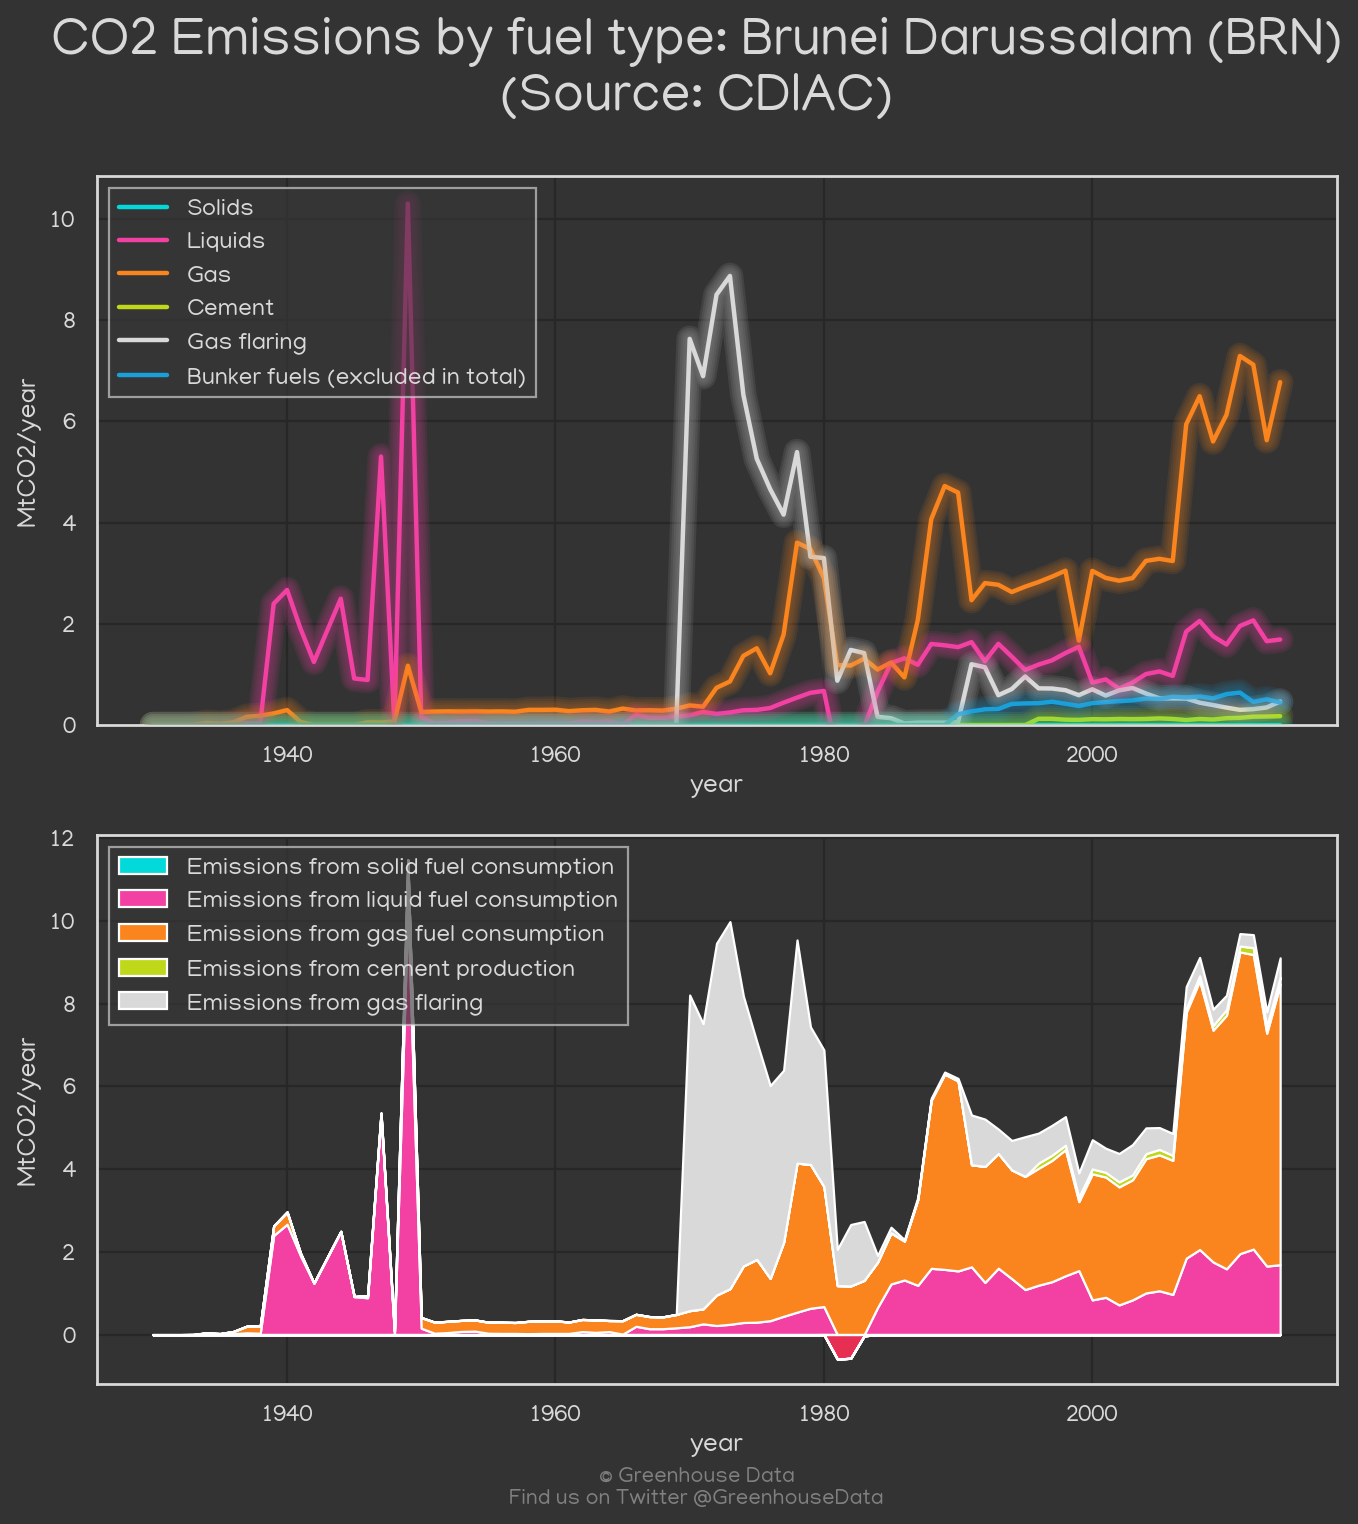 CO2 Emissions by fuel type: Brunei Darussalam (BRN)
(Source: CDIAC)
Solids
Liquids
Gas
Cement
Gas flaring
Bunker fuels (excluded in total)
10
8
6
4
2
0
MtCO2/year
1940 1960 1980 2000
year
Emissions from solid fuel consumption
Emissions from liquid fuel consumption
Emissions from gas fuel consumption
Emissions from cement production
Emissions from gas flaring
12
10
8
6
4
2
0
MtCO2/year
1940 1960 1980 2000
year
© Greenhouse Data
Find us on Twitter @GreenhouseData